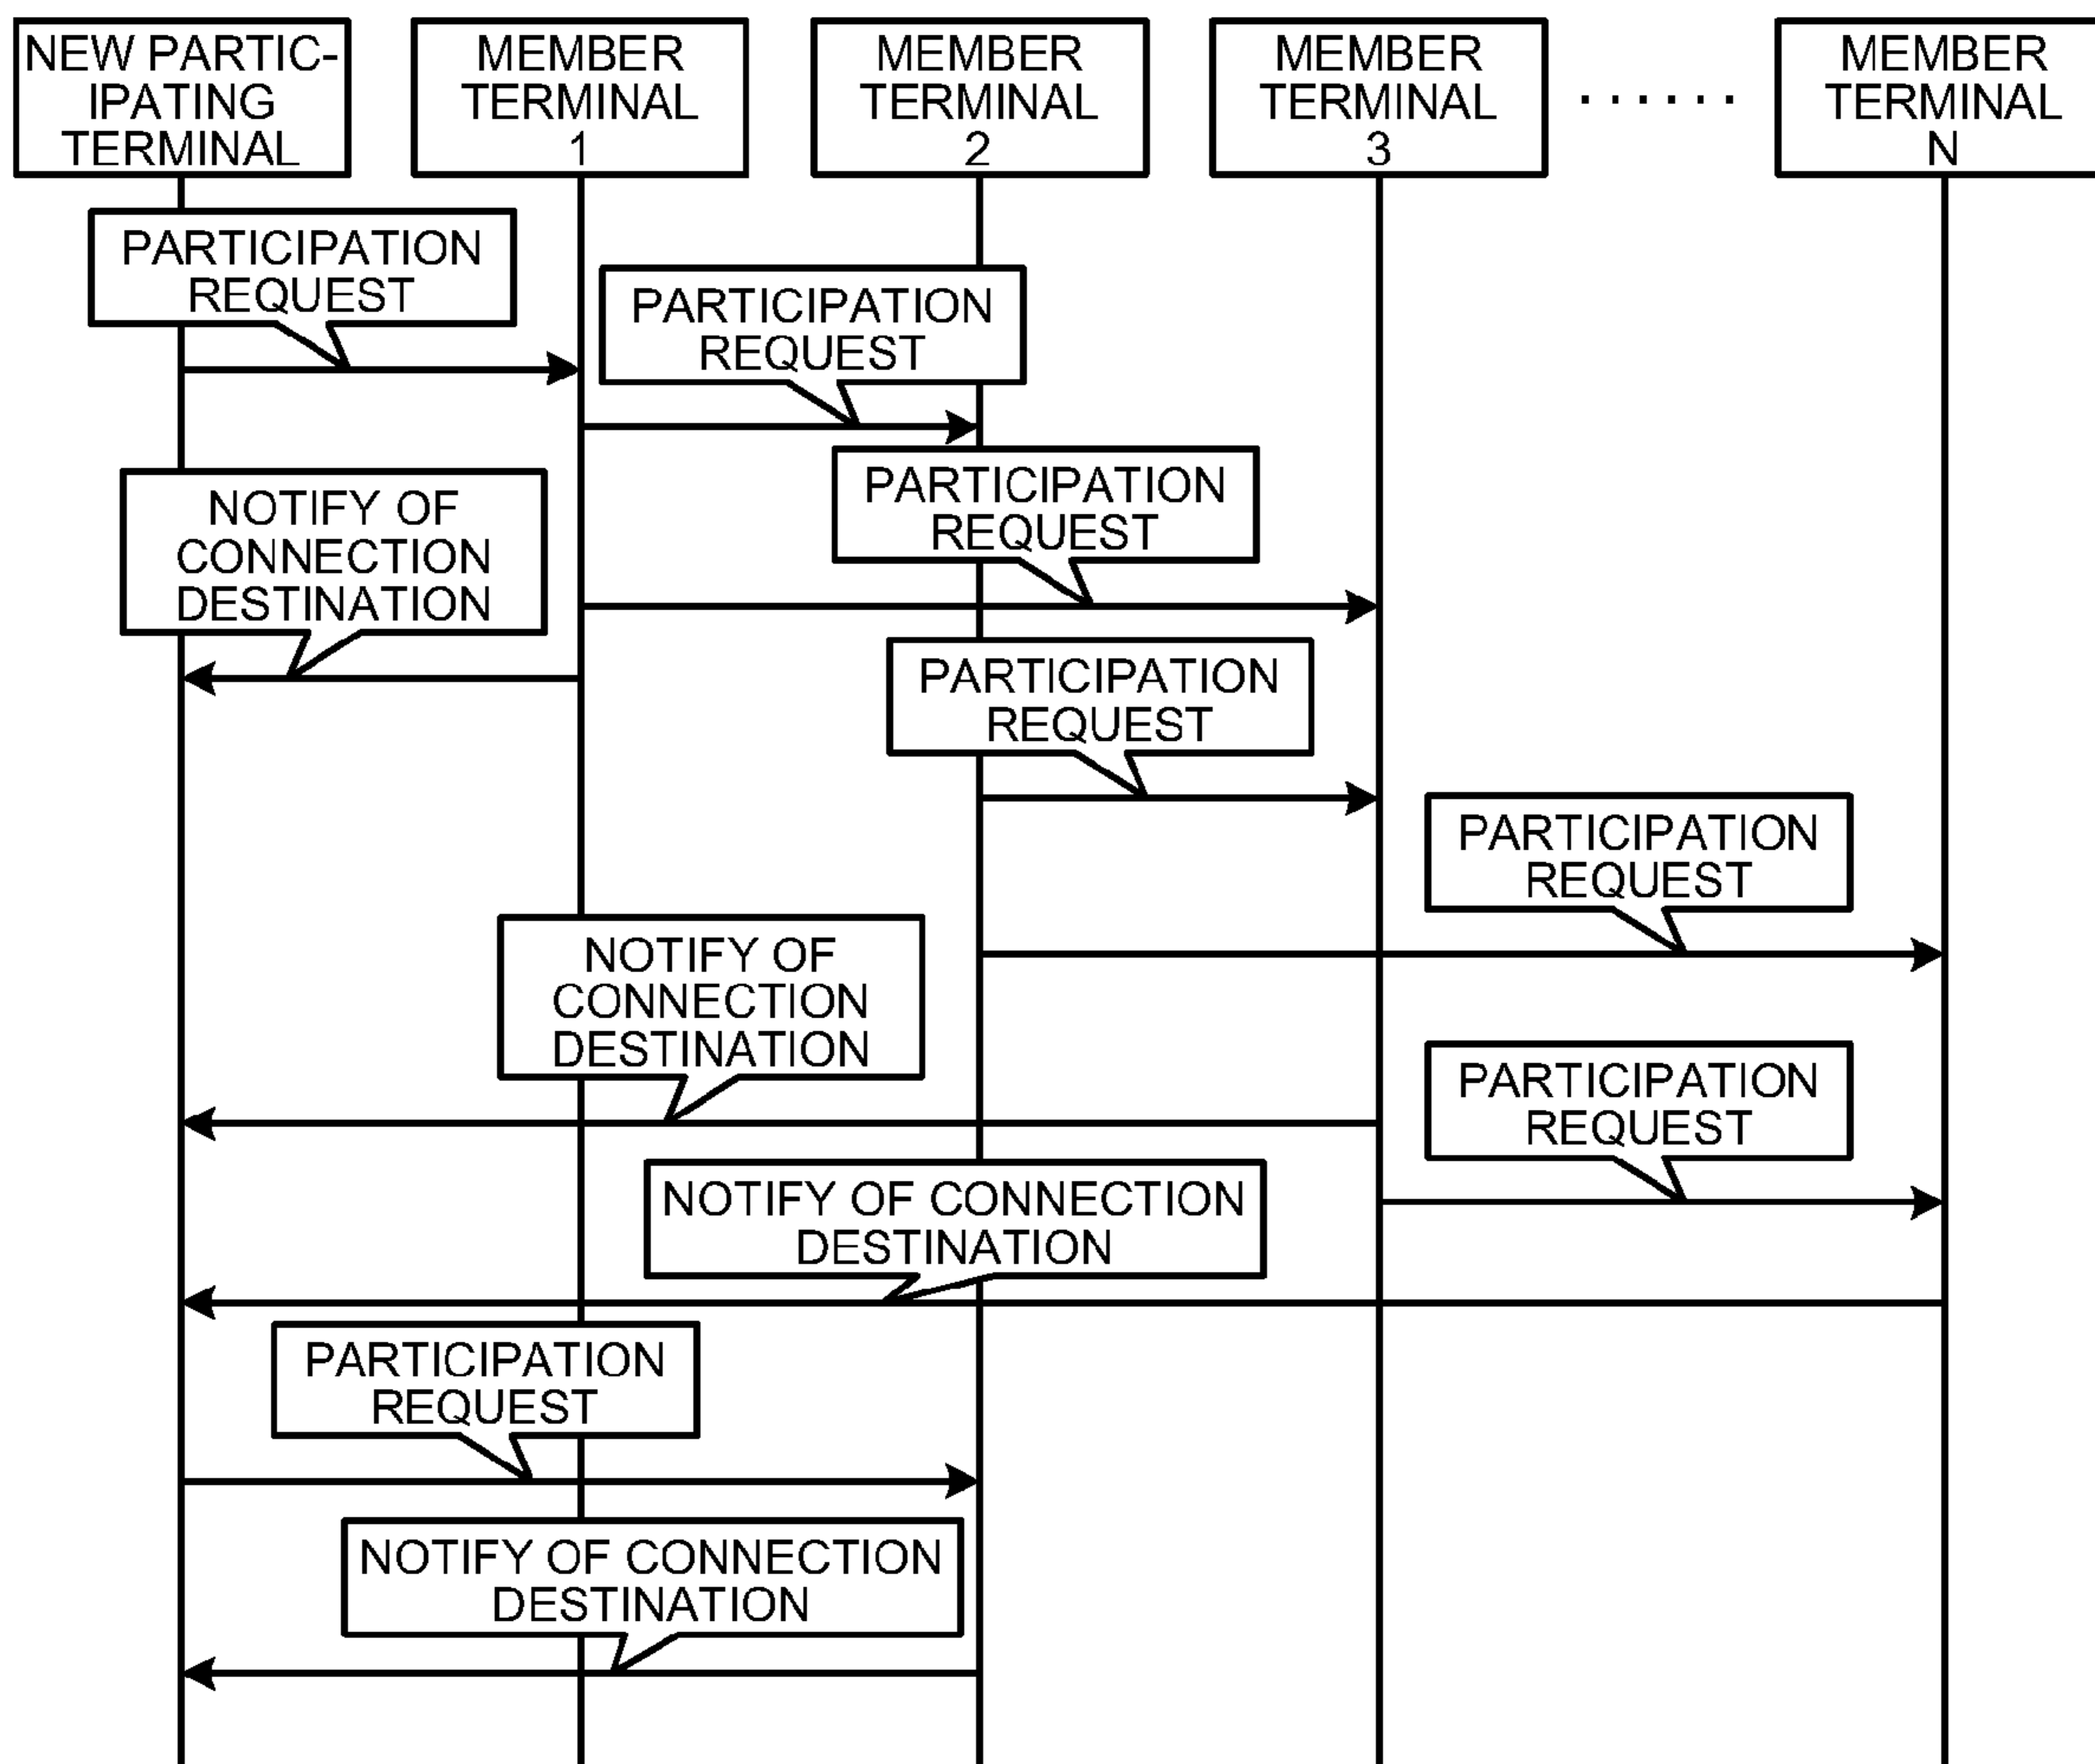 NEW PARTIC-
IPATING
TERMINAL
MEMBER
TERMINAL
1
MEMBER
TERMINAL
2
MEMBER
TERMINAL
3
······
MEMBER
TERMINAL
N
PARTICIPATION
REQUEST
PARTICIPATION
REQUEST
PARTICIPATION
REQUEST
NOTIFY OF
CONNECTION
DESTINATION
PARTICIPATION
REQUEST
PARTICIPATION
REQUEST
NOTIFY OF
CONNECTION
DESTINATION
PARTICIPATION
REQUEST
NOTIFY OF CONNECTION
DESTINATION
PARTICIPATION
REQUEST
NOTIFY OF CONNECTION
DESTINATION